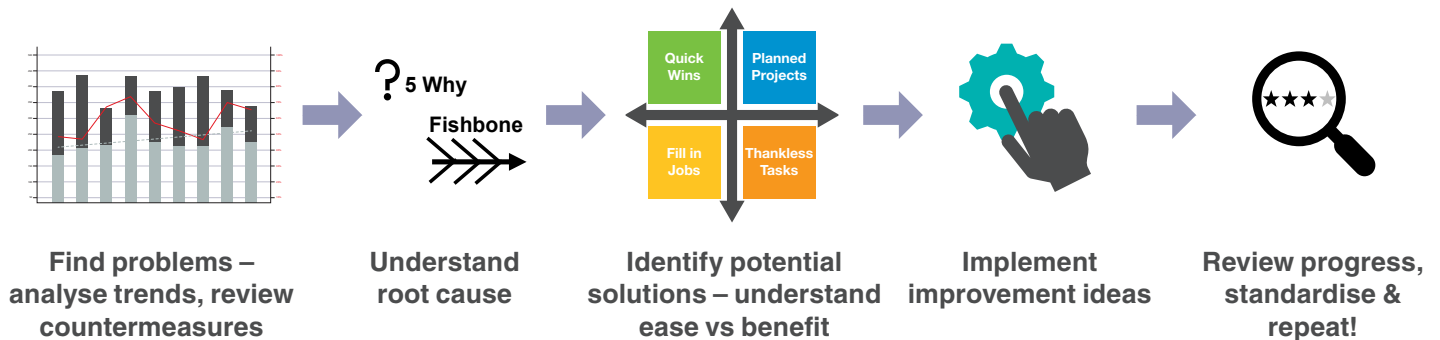 ? 5 Why
Fishbone
Quick
Wins
Planned
Projects
Fill in
Jobs
Thankless
Tasks
Find problems –
analyse trends, review
countermeasures
Understand
root cause
Identify potential
solutions – understand
ease vs benefit
Implement
improvement ideas
Review progress,
standardise &
repeat!